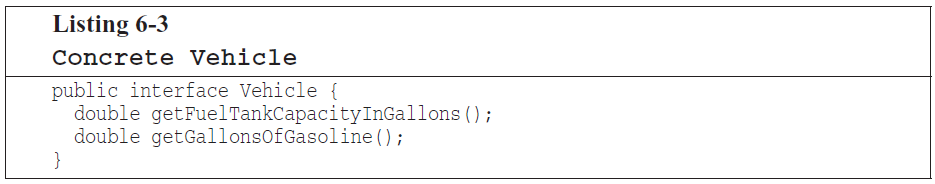 Listing 6-3
Concrete Vehicle
public interface Vehicle {
  double getFuelTankCapacityInGallons();
  double getGallonsOfGasoline();
}